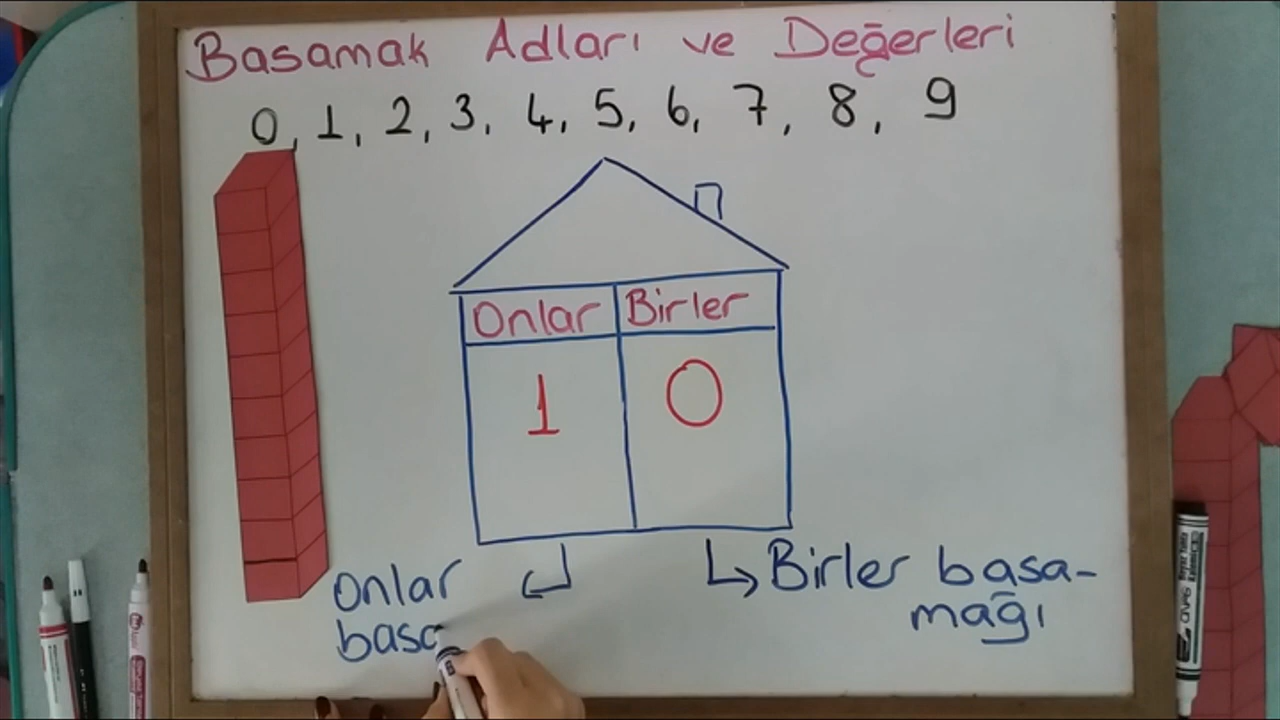 Basamak Adları ve Değerleri
0, 1, 2, 3, 4, 5, 6, 7, 8, 9
Onlar Birler
1 0
Onlar
basa
Birler basa-
mağı